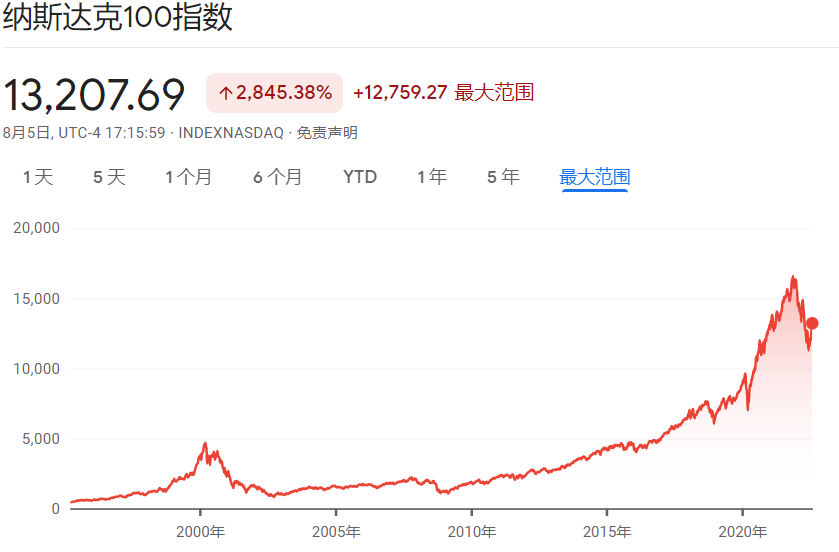 纳斯达克100指数
13,207.69 ↑2,845.38% +12,759.27 最大范围
8月5日, UTC-4 17:15:59 · INDEXNASDAQ · 免责声明
1天 5天 1个月 6个月 YTD 1年 5年 最大范围
20,000
15,000
10,000
5,000
0
2000年 2005年 2010年 2015年 2020年